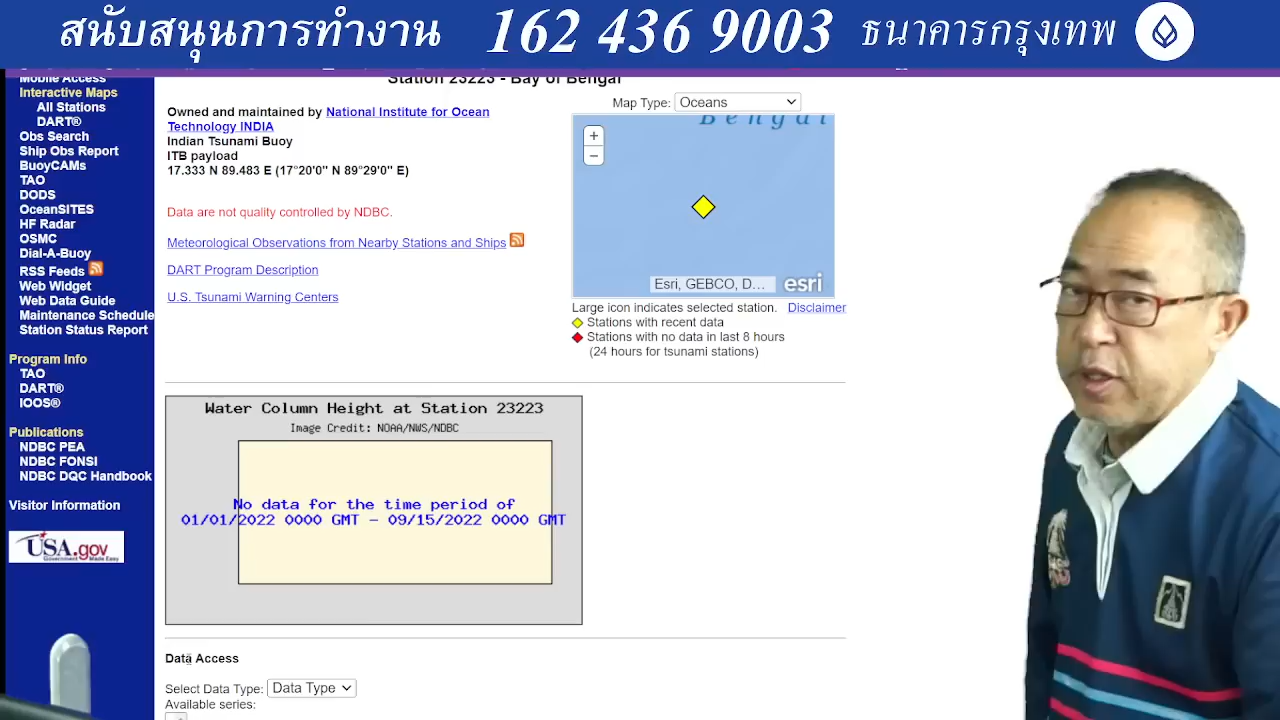 สนับสนุนการทำงาน 162 436 9003 ธนาคารกรุงเทพ
Mobile Access
Interactive Maps
All Stations
DART®
Obs Search
Ship Obs Report
BuoyCAMs
TAO
DODS
OceanSITES
HF Radar
OSMC
Dial-A-Buoy
RSS Feeds
Web Widget
Web Data Guide
Maintenance Schedule
Station Status Report
Program Info
TAO
DART®
IOOS®
Publications
NDBC PEA
NDBC FONSI
NDBC DQC Handbook
Visitor Information
USA.gov
Government Made Easy
Station 23223 - Bay of Bengal
Owned and maintained by National Institute for Ocean
Technology INDIA
Indian Tsunami Buoy
ITB payload
17.333 N 89.483 E (17°20'0" N 89°29'0" E)
Data are not quality controlled by NDBC.
Meteorological Observations from Nearby Stations and Ships
DART Program Description
U.S. Tsunami Warning Centers
Map Type: Oceans
Bengal
+
−
Esri, GEBCO, D... esri
Large icon indicates selected station. Disclaimer
Stations with recent data
Stations with no data in last 8 hours
(24 hours for tsunami stations)
Water Column Height at Station 23223
Image Credit: NOAA/NWS/NDBC
No data for the time period of
01/01/2022 0000 GMT - 09/15/2022 0000 GMT
Data Access
Select Data Type: Data Type
Available series: